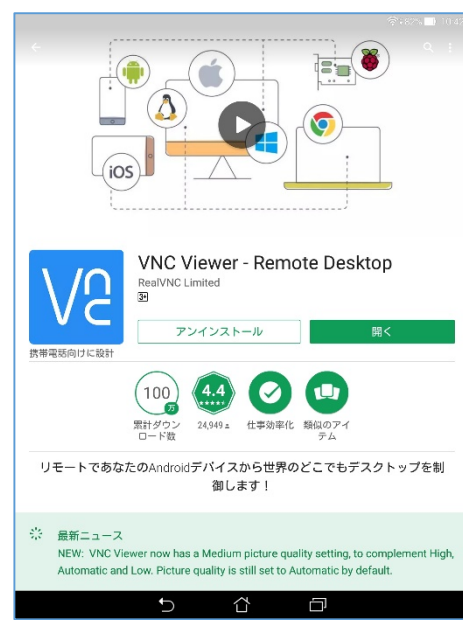 82% 10:42
iOS
VNC Viewer - Remote Desktop
RealVNC Limited
3+
アンインストール
開く
携帯電話向けに設計
100
万
4.4
累計ダウン
ロード数
24,949
仕事効率化
類似のアイ
テム
リモートであなたのAndroidデバイスから世界のどこでもデスクトップを制
御します！
最新ニュース
NEW: VNC Viewer now has a Medium picture quality setting, to complement High,
Automatic and Low. Picture quality is still set to Automatic by default.